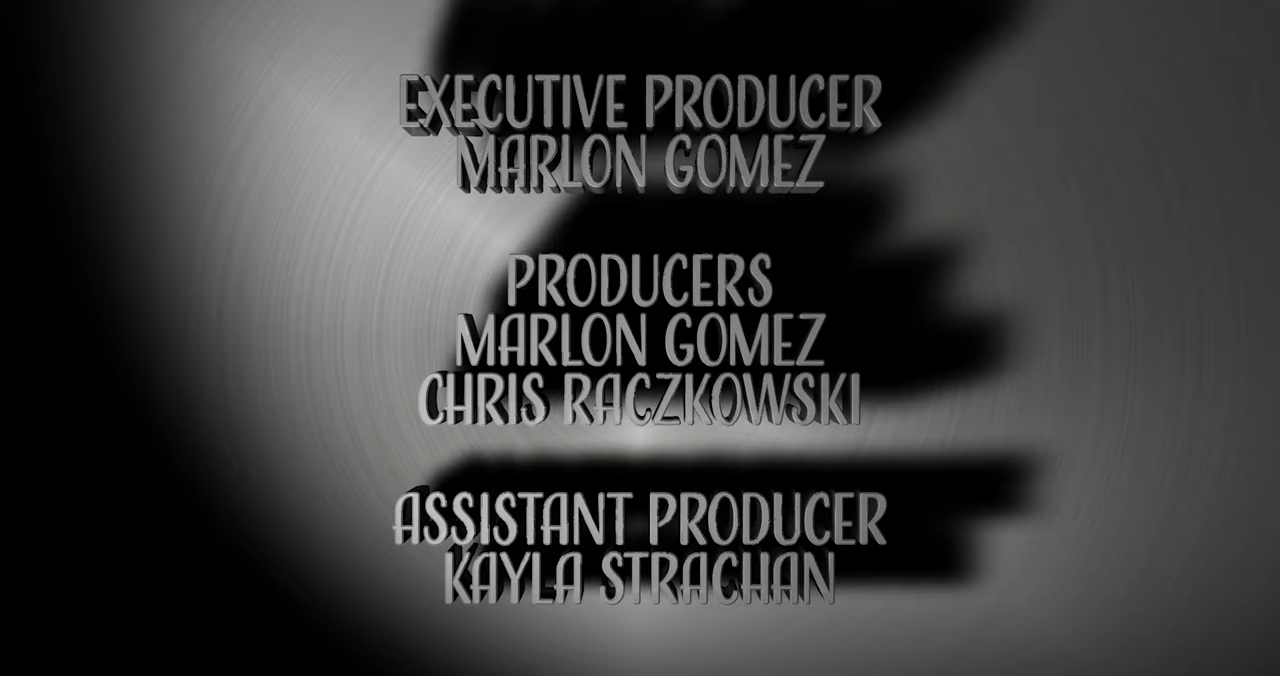 EXECUTIVE PRODUCER
MARLON GOMEZ
PRODUCERS
MARLON GOMEZ
CHRIS RACZKOWSKI
ASSISTANT PRODUCER
KAYLA STRACHAN